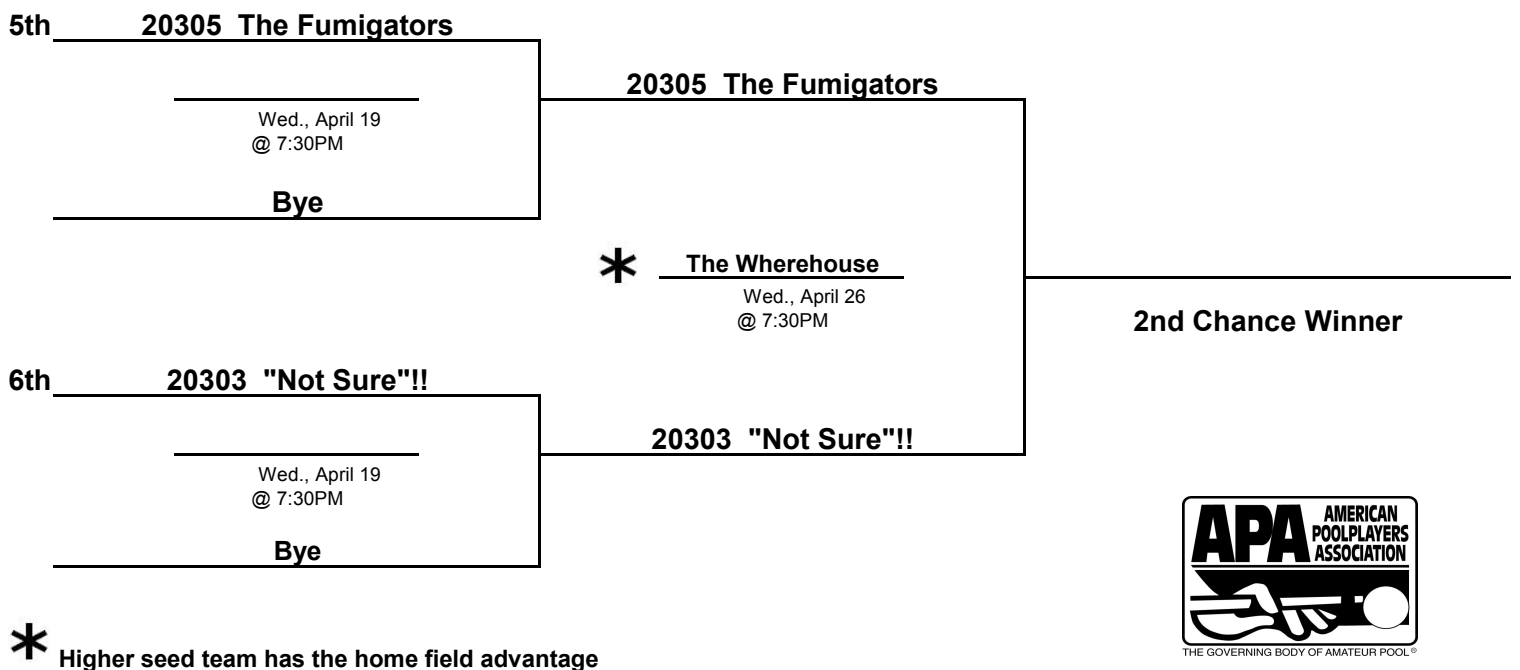 5th 20305 The Fumigators
20305 The Fumigators
Wed., April 19
@ 7:30PM
Bye
* The Wherehouse
Wed., April 26
@ 7:30PM
2nd Chance Winner
6th 20303 "Not Sure"!!
20303 "Not Sure"!!
Wed., April 19
@ 7:30PM
Bye
APA AMERICAN
POOLPLAYERS
ASSOCIATION
THE GOVERNING BODY OF AMATEUR POOL®
* Higher seed team has the home field advantage